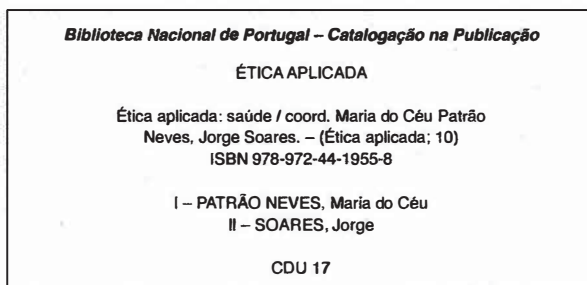 Biblioteca Nacional de Portugal – Catalogação na Publicação
ÉTICA APLICADA
Ética aplicada: saúde / coord. Maria do Céu Patrão
Neves, Jorge Soares. – (Ética aplicada; 10)
ISBN 978-972-44-1955-8
I – PATRÃO NEVES, Maria do Céu
II – SOARES, Jorge
CDU 17